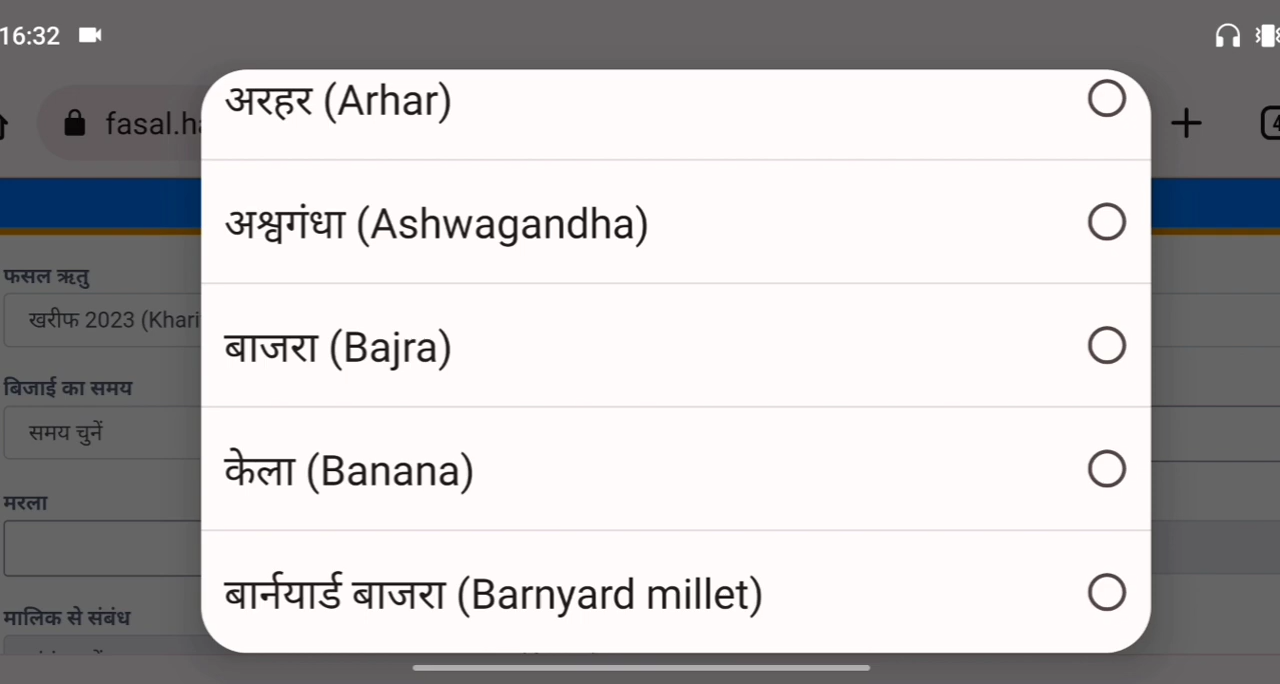 16:32
अरहर (Arhar)
fasal.ha
अश्वगंधा (Ashwagandha)
फसल ऋतु
खरीफ 2023 (Khari
बाजरा (Bajra)
बिजाई का समय
समय चुनें
केला (Banana)
मरला
बार्नयार्ड बाजरा (Barnyard millet)
मालिक से संबंध